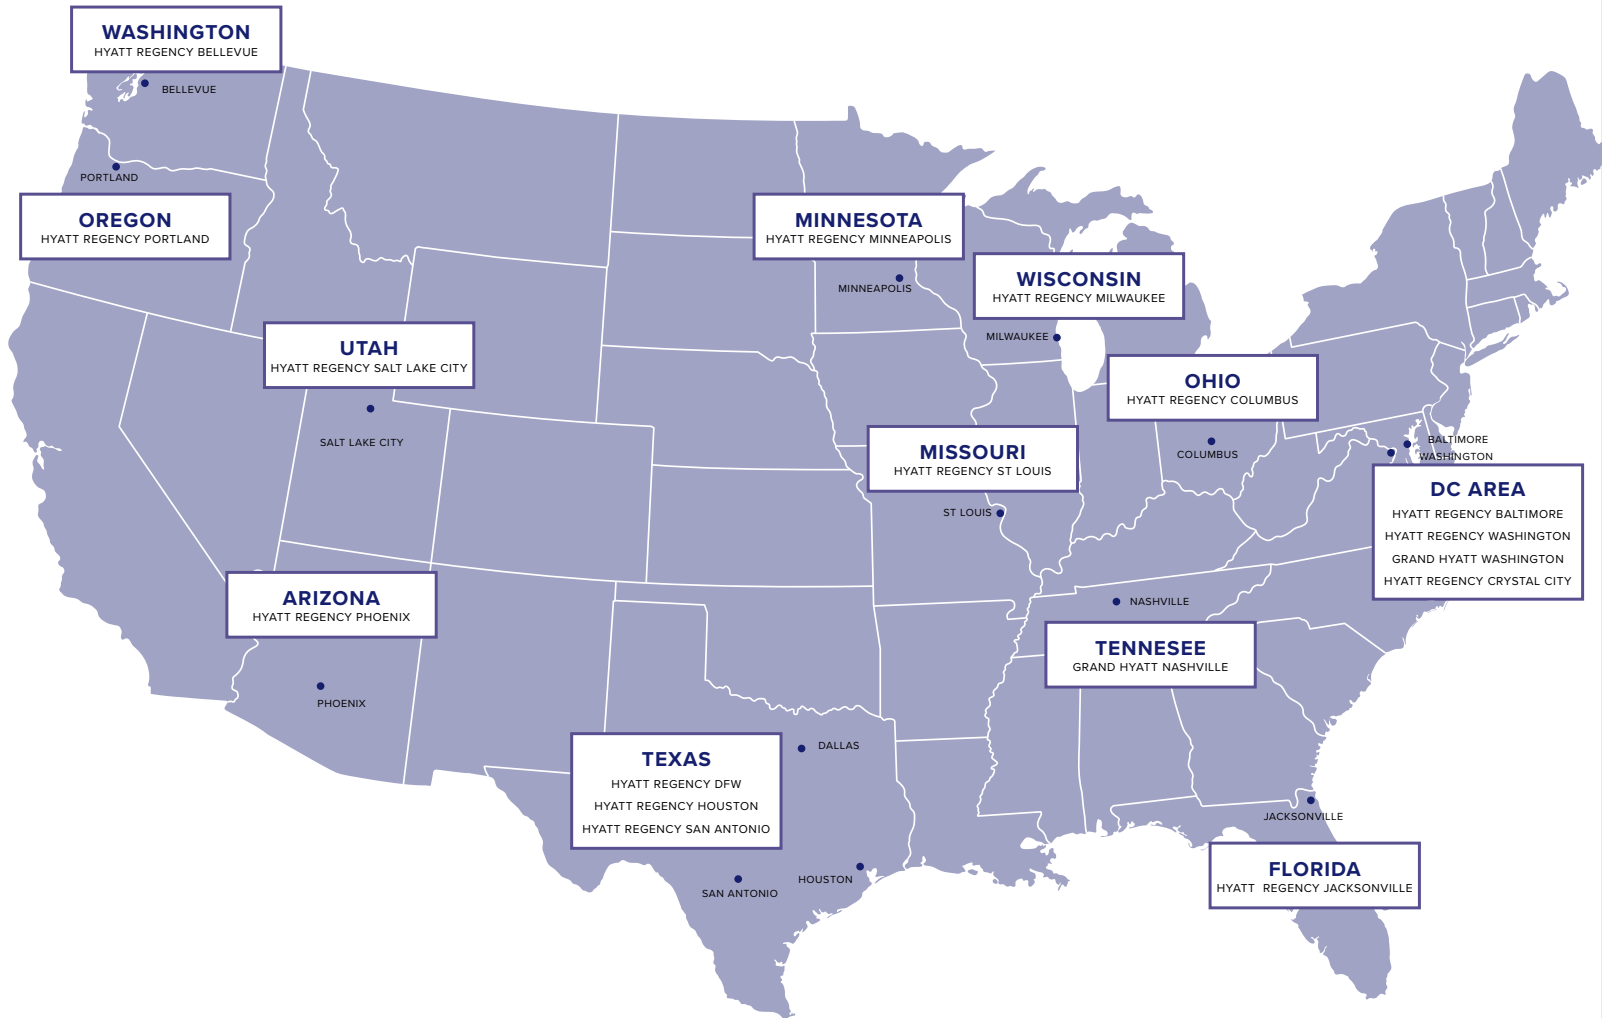 WASHINGTON
HYATT REGENCY BELLEVUE
BELLEVUE
PORTLAND
OREGON
HYATT REGENCY PORTLAND
MINNESOTA
HYATT REGENCY MINNEAPOLIS
MINNEAPOLIS
WISCONSIN
HYATT REGENCY MILWAUKEE
MILWAUKEE
UTAH
HYATT REGENCY SALT LAKE CITY
SALT LAKE CITY
OHIO
HYATT REGENCY COLUMBUS
COLUMBUS
MISSOURI
HYATT REGENCY ST LOUIS
ST LOUIS
BALTIMORE
WASHINGTON
DC AREA
HYATT REGENCY BALTIMORE
HYATT REGENCY WASHINGTON
GRAND HYATT WASHINGTON
HYATT REGENCY CRYSTAL CITY
ARIZONA
HYATT REGENCY PHOENIX
PHOENIX
NASHVILLE
TENNESEE
GRAND HYATT NASHVILLE
DALLAS
TEXAS
HYATT REGENCY DFW
HYATT REGENCY HOUSTON
HYATT REGENCY SAN ANTONIO
SAN ANTONIO
HOUSTON
JACKSONVILLE
FLORIDA
HYATT  REGENCY JACKSONVILLE